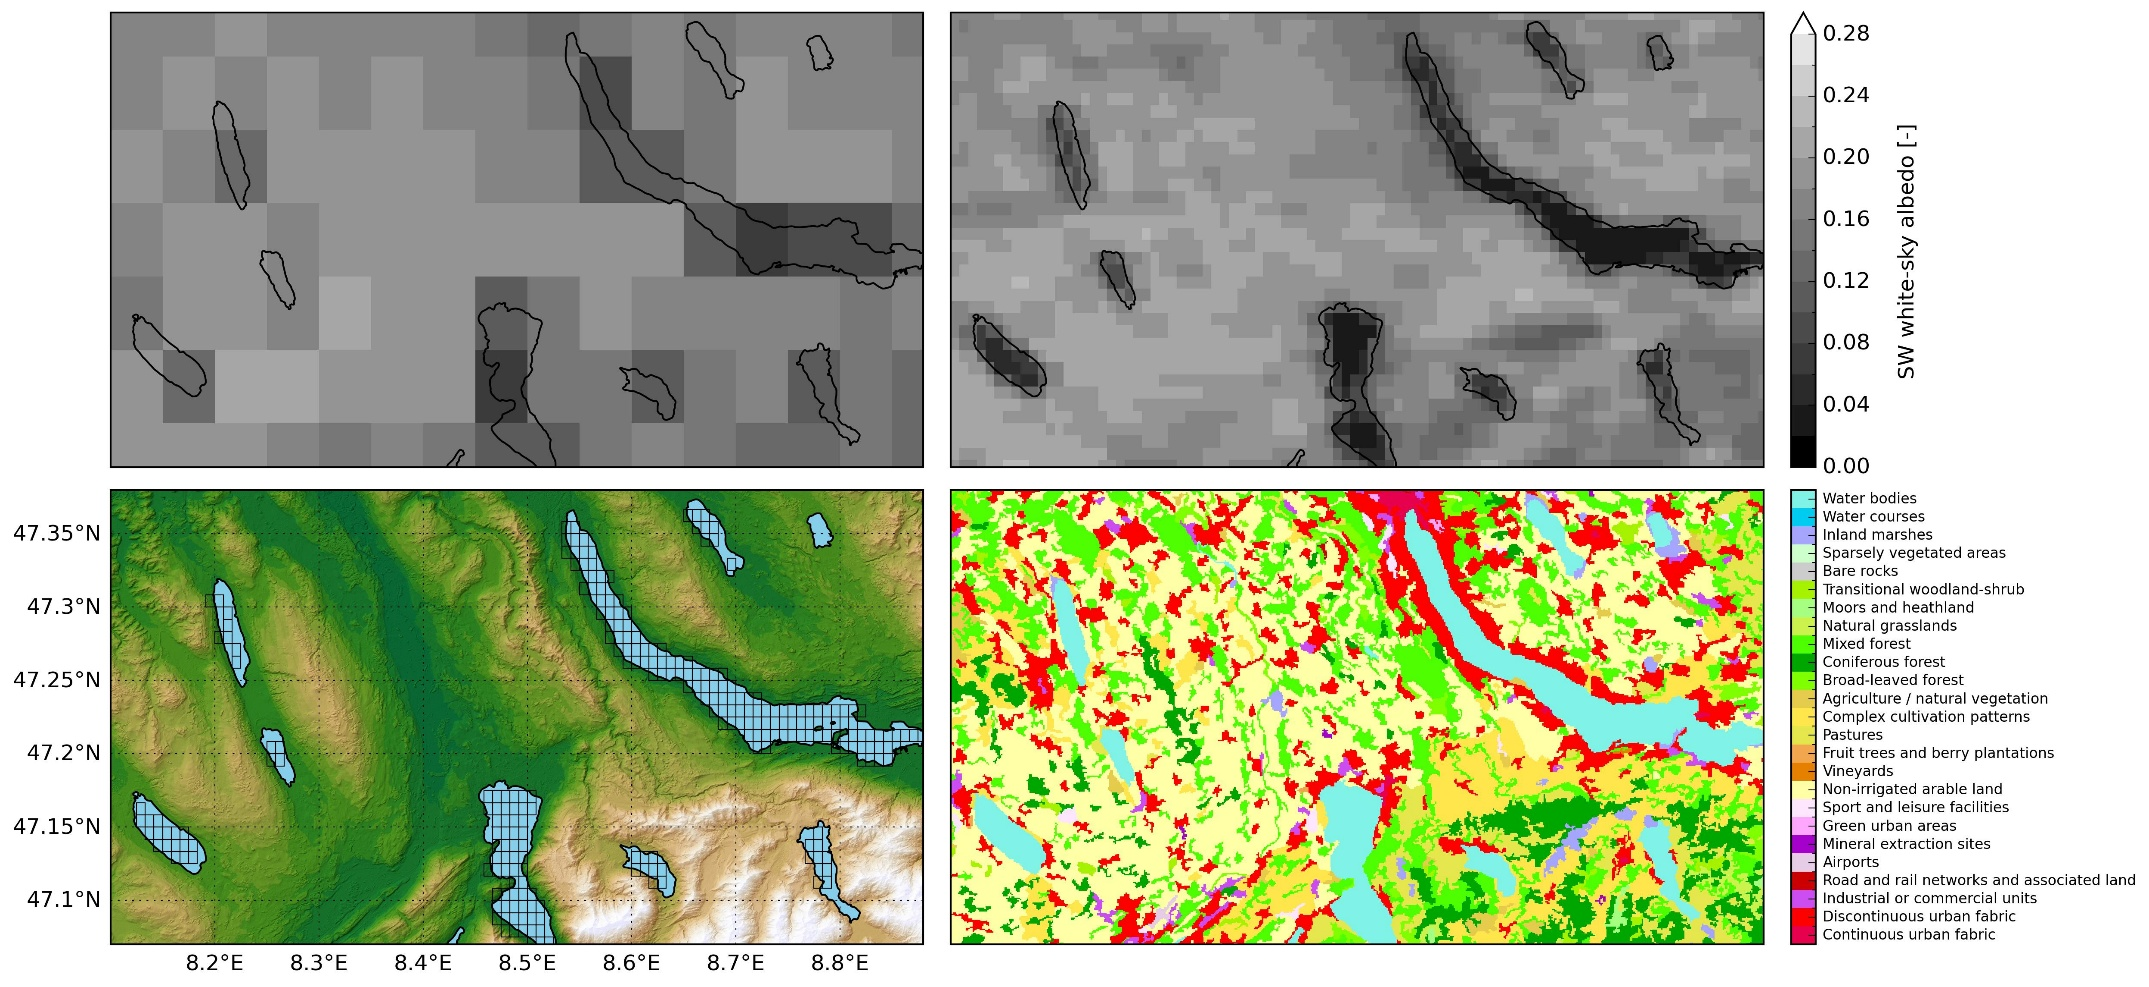 0.28
0.24
0.20
0.16
0.12
0.08
0.04
0.00
SW white-sky albedo [-]
47.35°N
47.3°N
47.25°N
47.2°N
47.15°N
47.1°N
8.2°E 8.3°E 8.4°E 8.5°E 8.6°E 8.7°E 8.8°E
Water bodies
Water courses
Inland marshes
Sparsely vegetated areas
Bare rocks
Transitional woodland-shrub
Moors and heathland
Natural grasslands
Mixed forest
Coniferous forest
Broad-leaved forest
Agriculture / natural vegetation
Complex cultivation patterns
Pastures
Fruit trees and berry plantations
Vineyards
Non-irrigated arable land
Sport and leisure facilities
Green urban areas
Mineral extraction sites
Airports
Road and rail networks and associated land
Industrial or commercial units
Discontinuous urban fabric
Continuous urban fabric